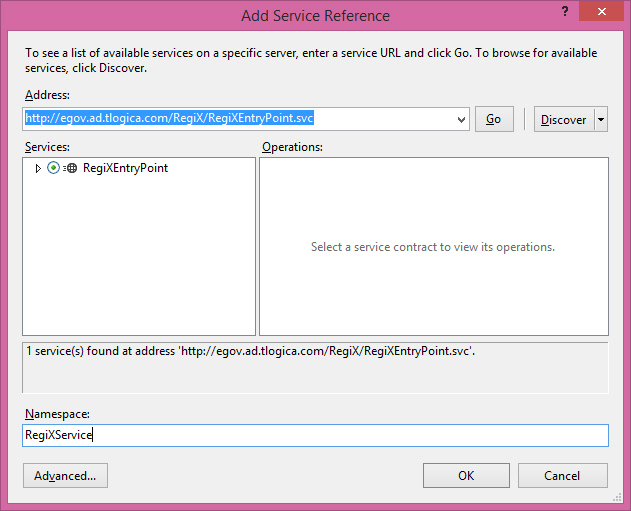 Add Service Reference
?
To see a list of available services on a specific server, enter a service URL and click Go. To browse for available
services, click Discover.
Address:
http://egov.ad.tlogica.com/RegiX/RegiXEntryPoint.svc
Go
Discover
Services:
Operations:
RegiXEntryPoint
Select a service contract to view its operations.
1 service(s) found at address 'http://egov.ad.tlogica.com/RegiX/RegiXEntryPoint.svc'.
Namespace:
RegiXService
Advanced...
OK
Cancel